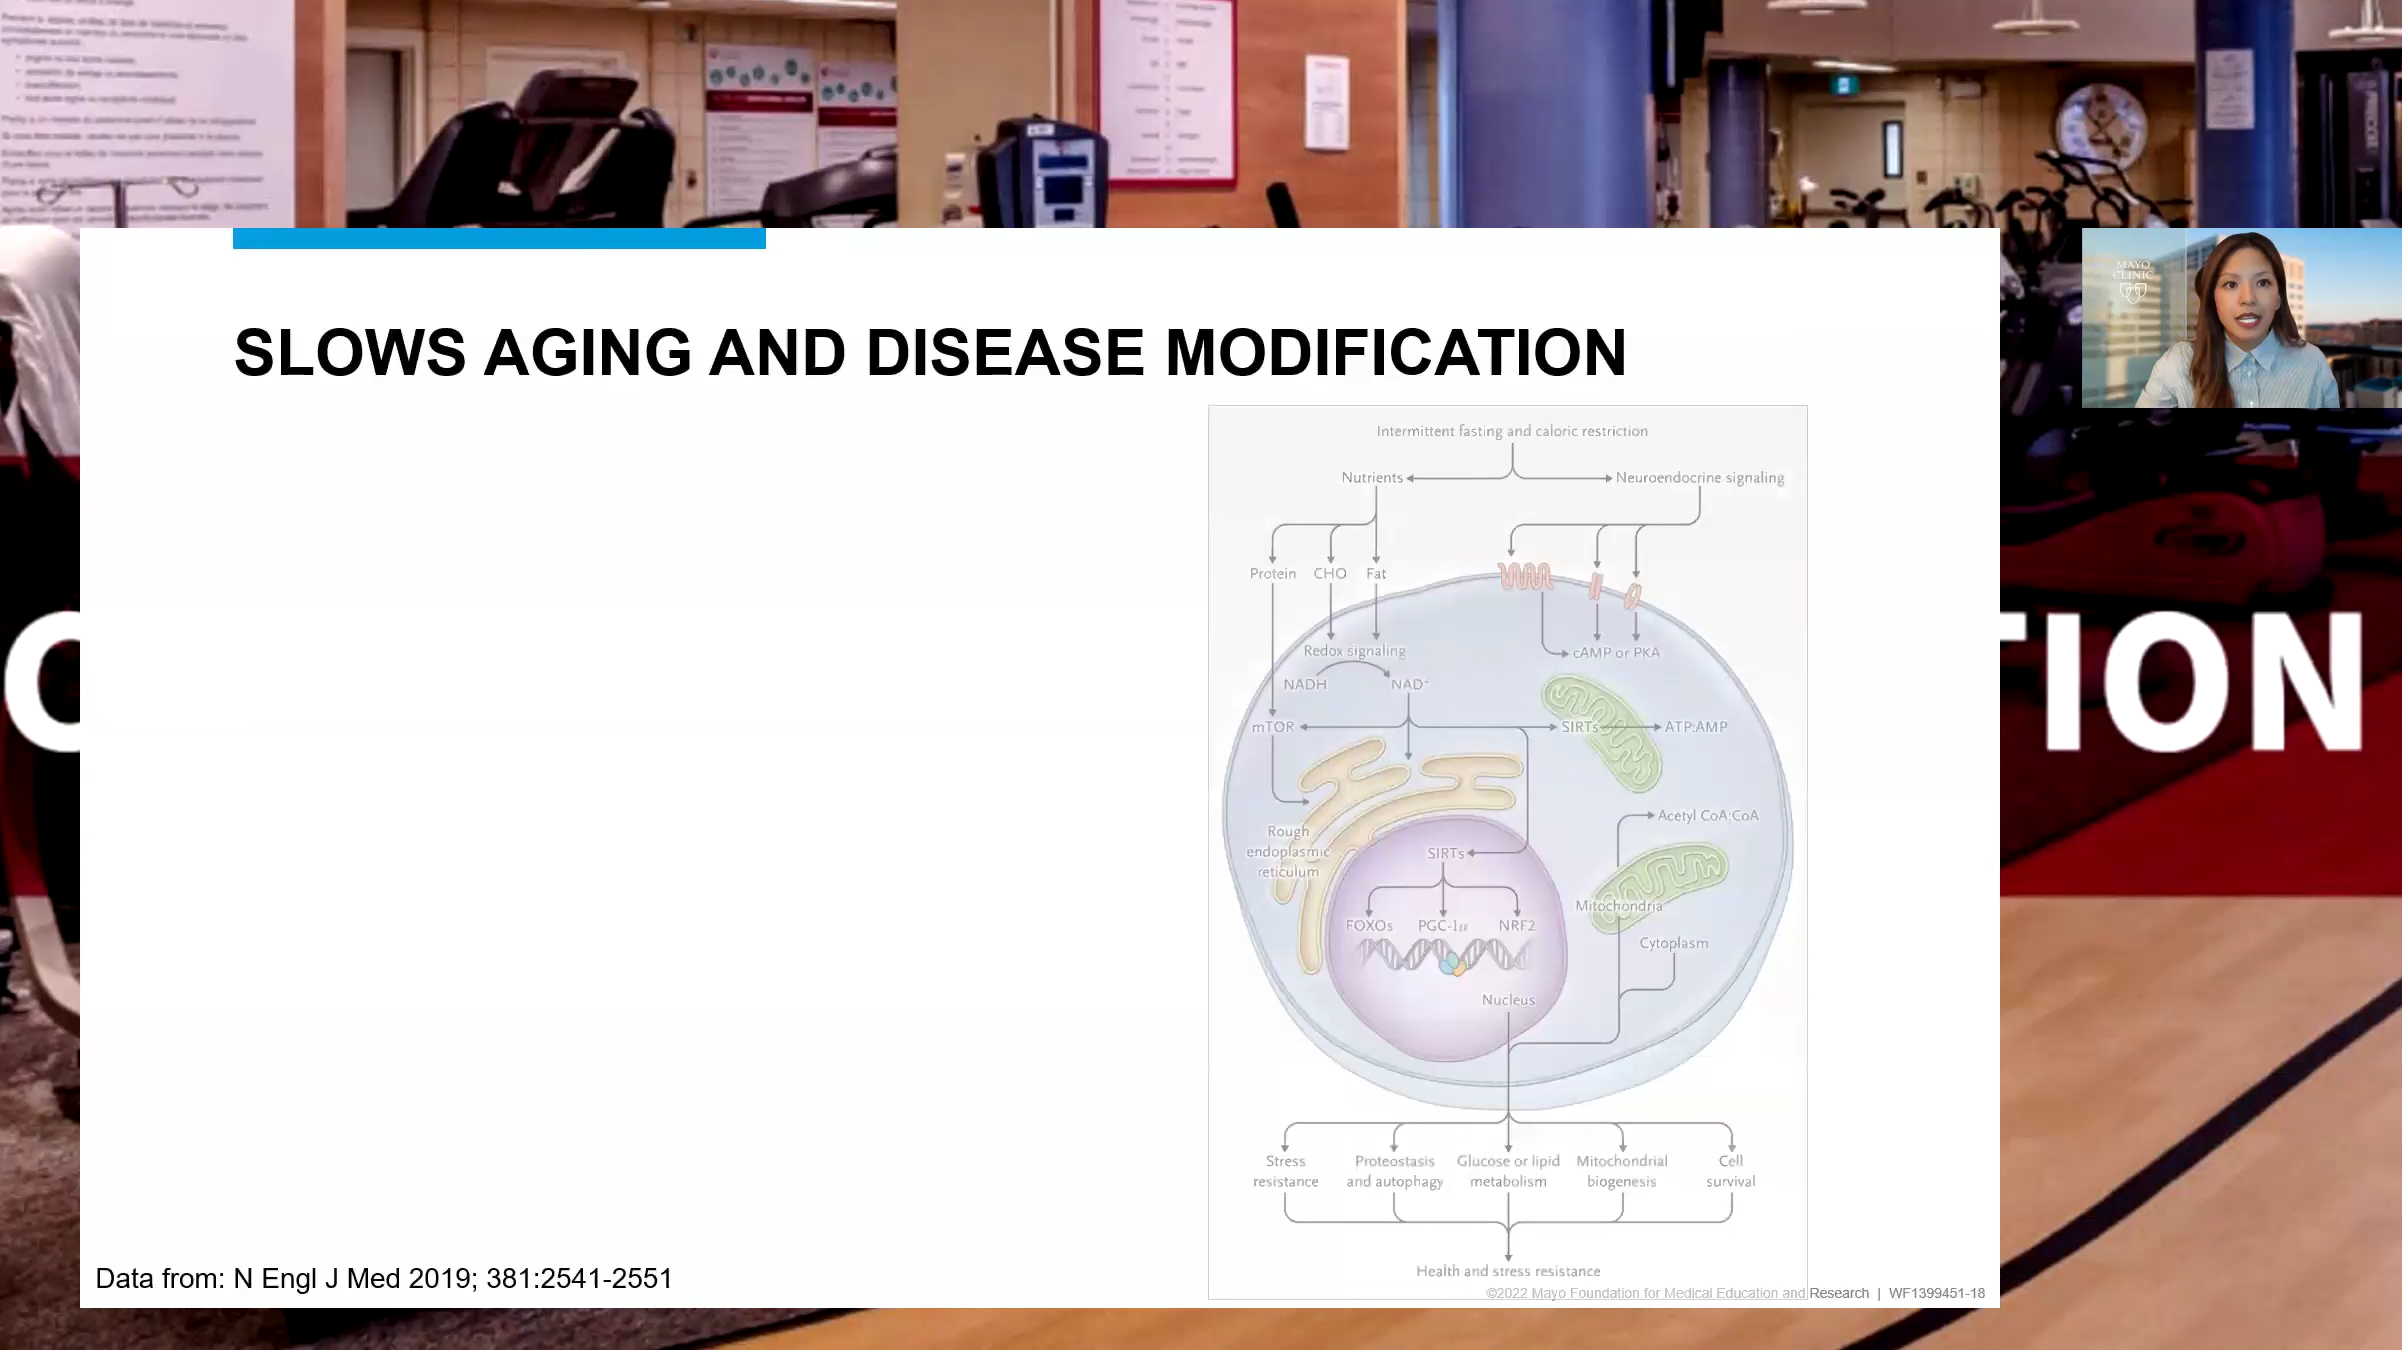 MAYO
CLINIC
SLOWS AGING AND DISEASE MODIFICATION
Intermittent fasting and caloric restriction
Nutrients
Neuroendocrine signaling
Protein
CHO
Fat
Redox signaling
cAMP or PKA
NADH
NAD⁺
mTOR
SIRTs
ATP:AMP
Acetyl CoA:CoA
Rough
endoplasmic
reticulum
SIRTs
Mitochondria
FOXOs
PGC-1α
NRF2
Cytoplasm
Nucleus
Stress
resistance
Proteostasis
and autophagy
Glucose or lipid
metabolism
Mitochondrial
biogenesis
Cell
survival
Health and stress resistance
Data from: N Engl J Med 2019; 381:2541-2551
©2022 Mayo Foundation for Medical Education and Research | WF1399451-18
TION